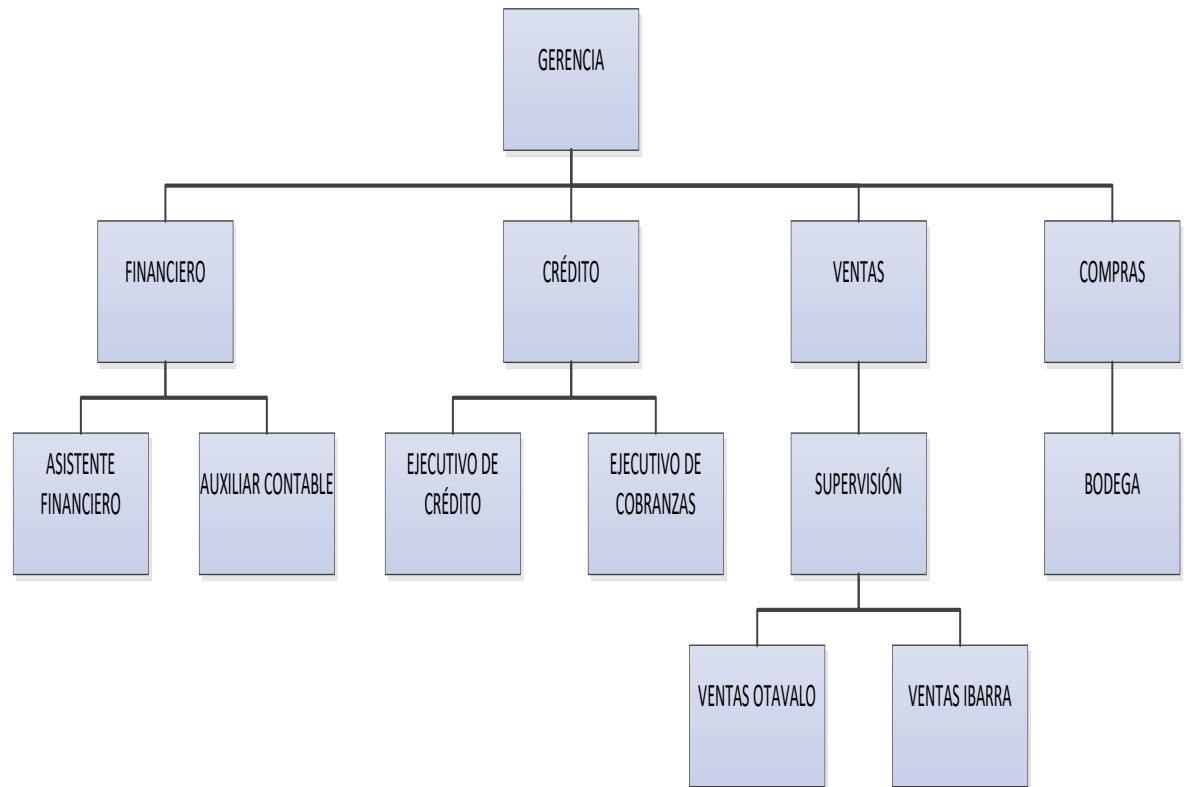 GERENCIA
FINANCIERO
CRÉDITO
VENTAS
COMPRAS
ASISTENTE
FINANCIERO
AUXILIAR CONTABLE
EJECUTIVO DE
CRÉDITO
EJECUTIVO DE
COBRANZAS
SUPERVISIÓN
BODEGA
VENTAS OTAVALO
VENTAS IBARRA